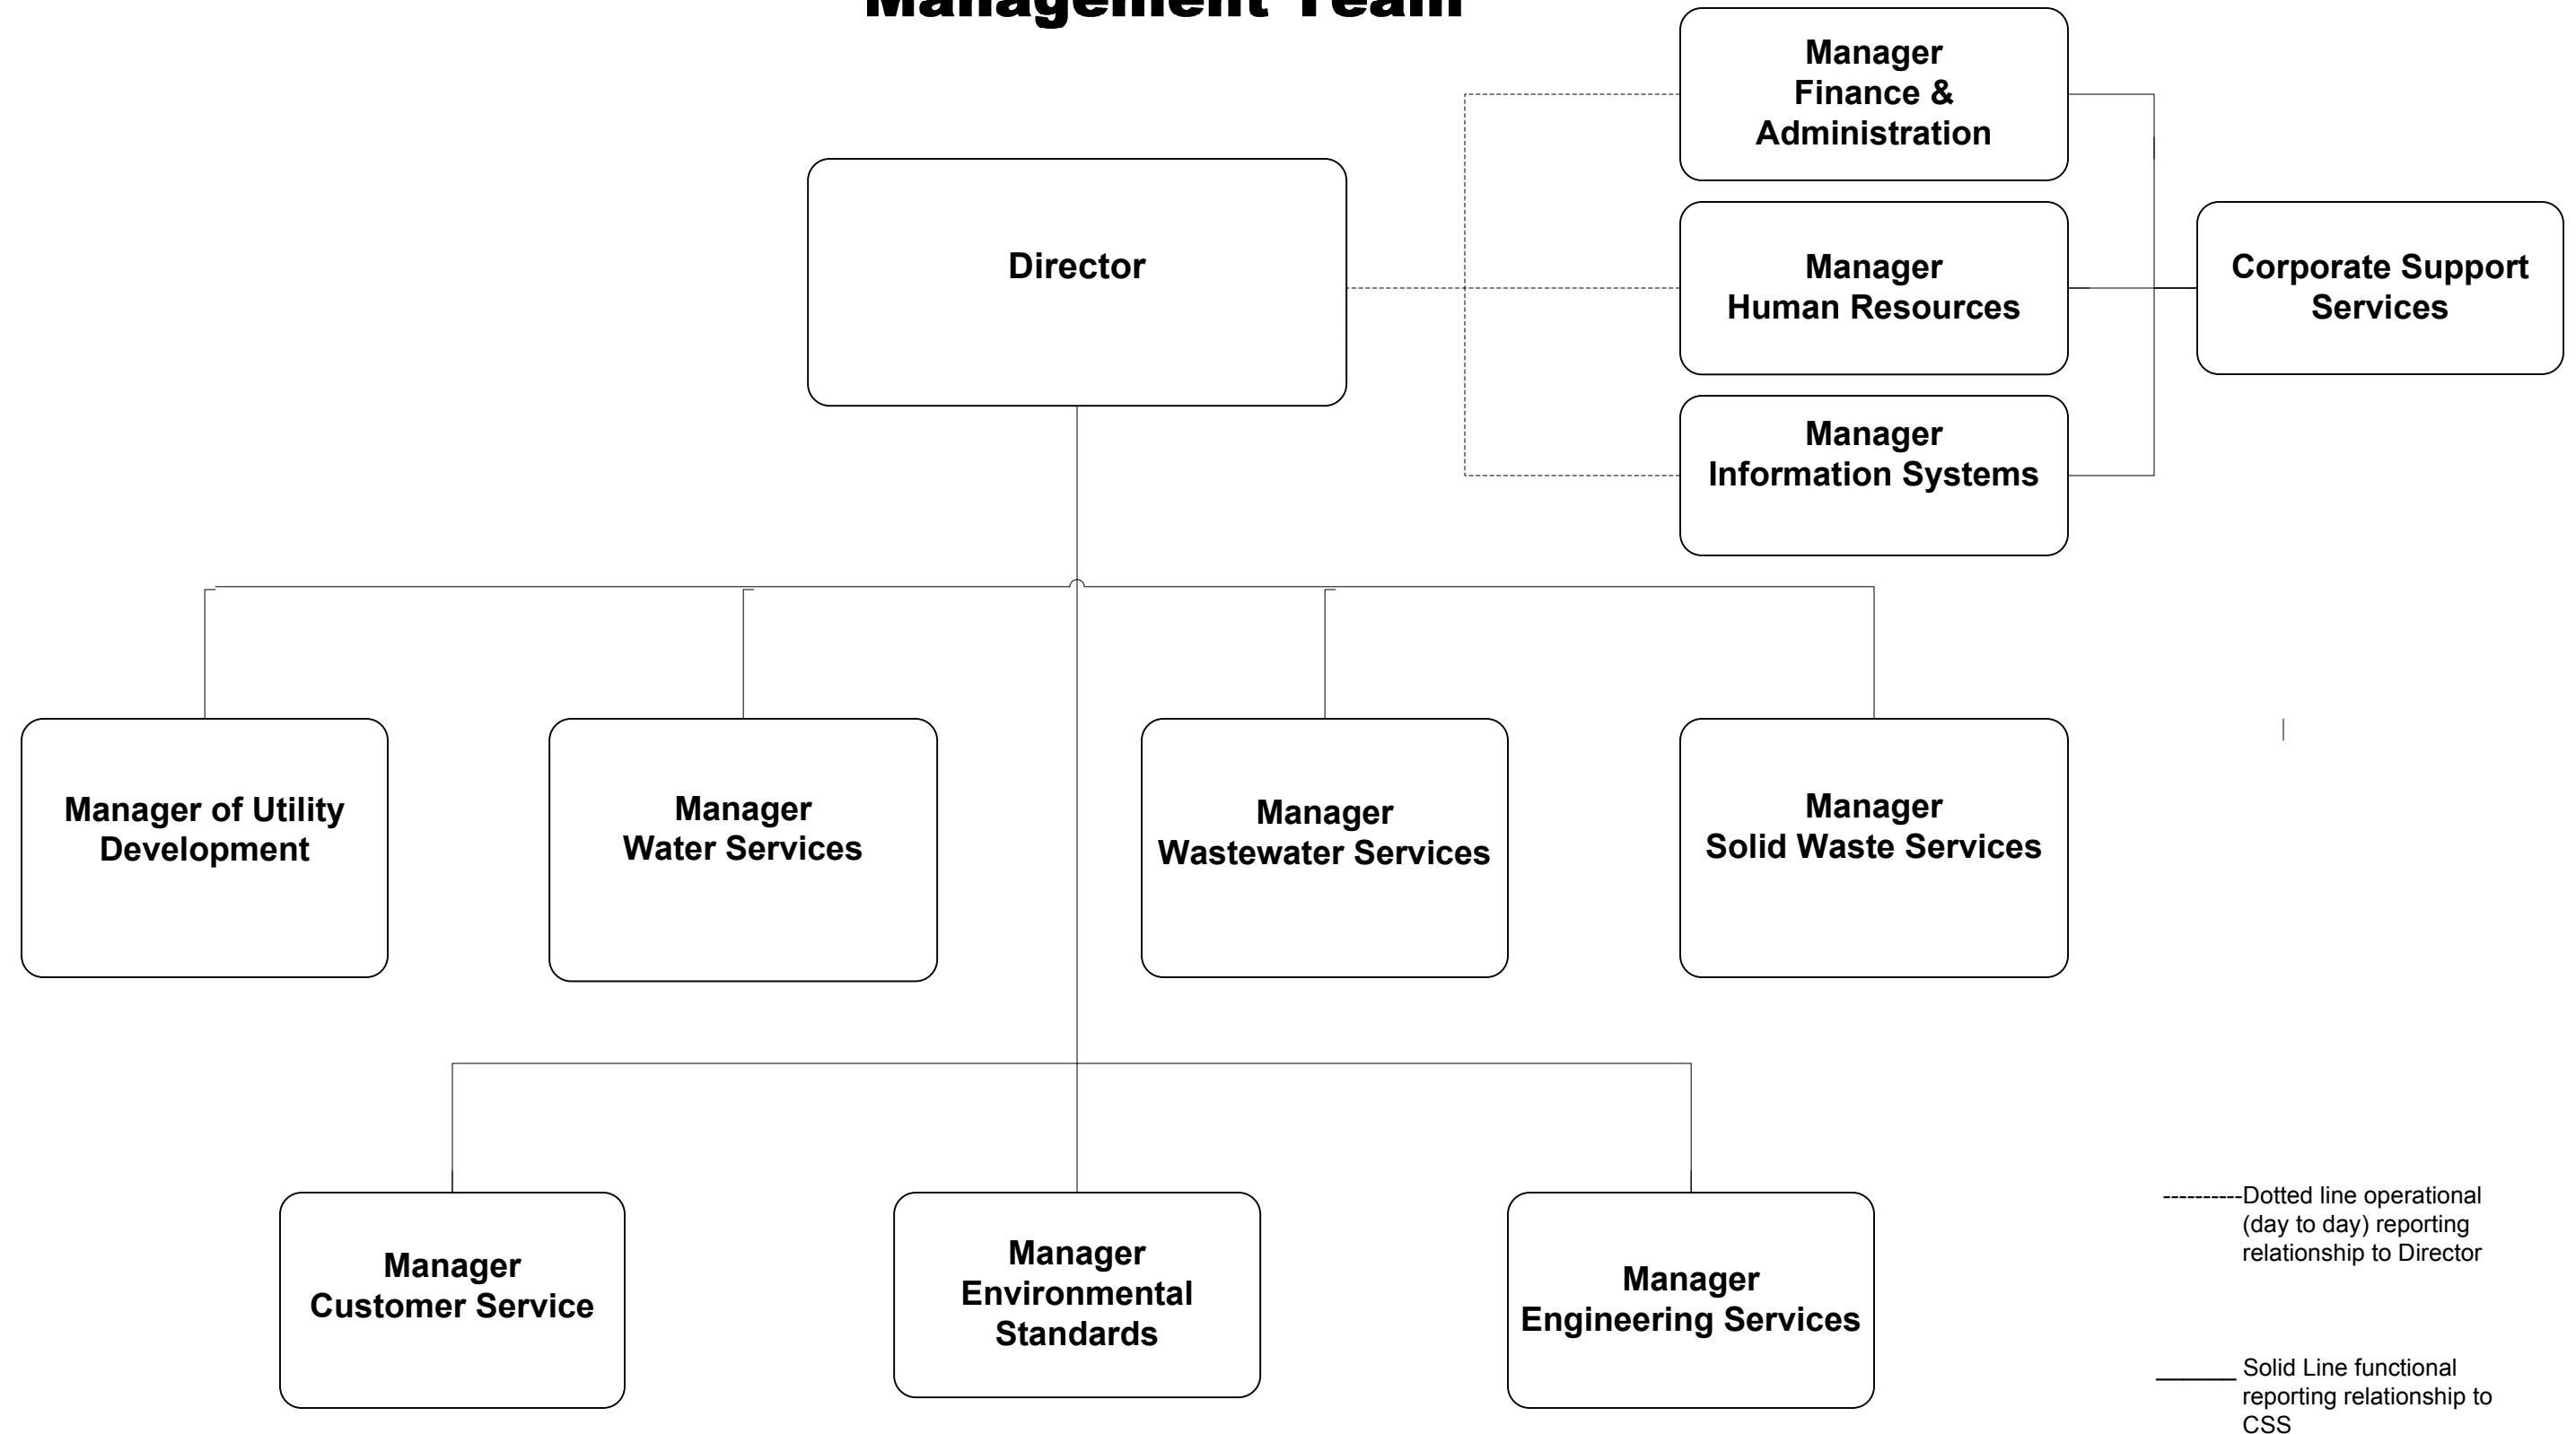 Management Team
Manager
Finance &
Administration
Director
Manager
Human Resources
Corporate Support
Services
Manager
Information Systems
Manager of Utility
Development
Manager
Water Services
Manager
Wastewater Services
Manager
Solid Waste Services
Manager
Customer Service
Manager
Environmental
Standards
Manager
Engineering Services
----------Dotted line operational
(day to day) reporting
relationship to Director
Solid Line functional
reporting relationship to
CSS